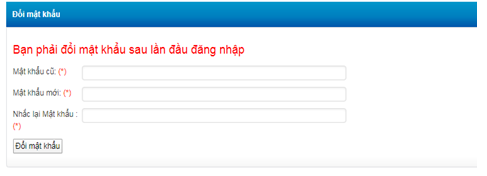 Đổi mật khẩu
Bạn phải đổi mật khẩu sau lần đầu đăng nhập
Mật khẩu cũ: (*)
Mật khẩu mới: (*)
Nhắc lại Mật khẩu :
(*)
Đổi mật khẩu